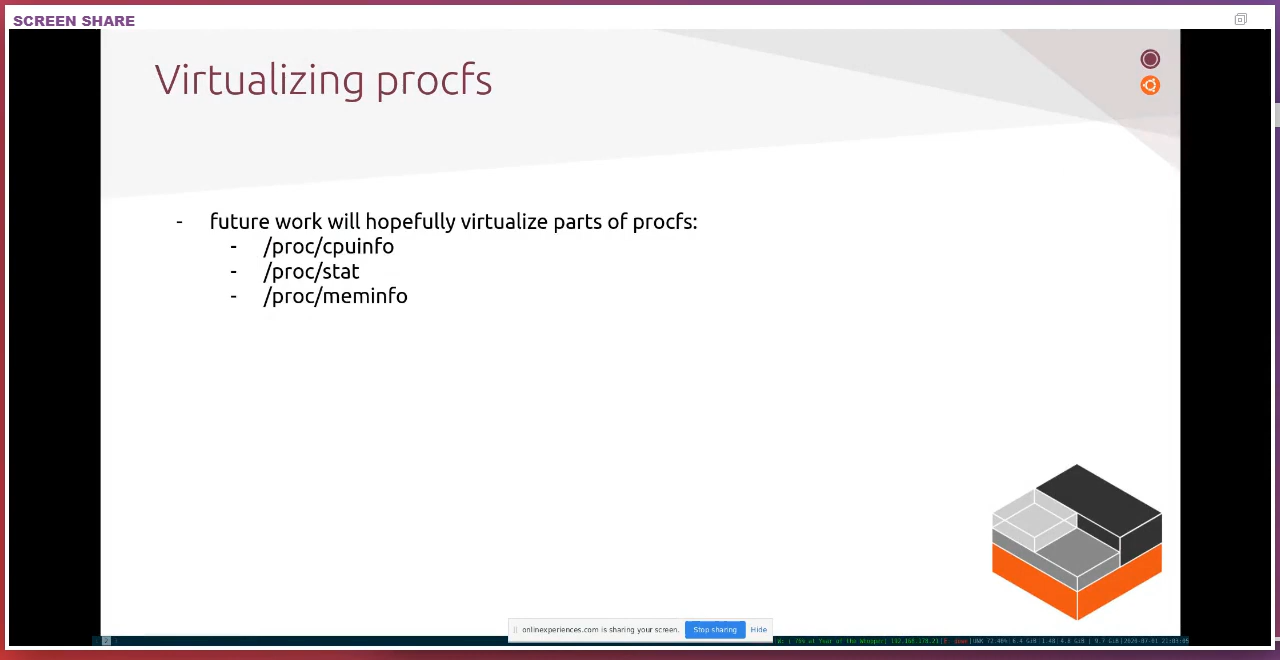 SCREEN SHARE
Virtualizing procfs
- future work will hopefully virtualize parts of procfs:
- /proc/cpuinfo
- /proc/stat
- /proc/meminfo
onlinexperiences.com is sharing your screen. Stop sharing Hide